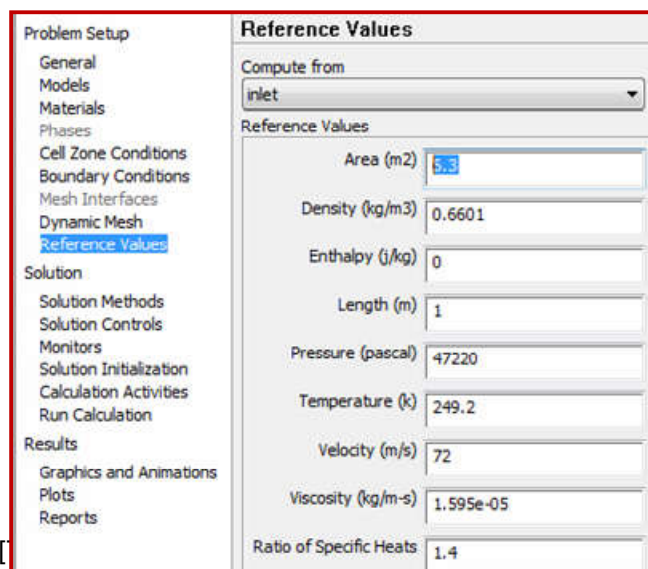 Problem Setup
General
Models
Materials
Phases
Cell Zone Conditions
Boundary Conditions
Mesh Interfaces
Dynamic Mesh
Reference Values
Solution
Solution Methods
Solution Controls
Monitors
Solution Initialization
Calculation Activities
Run Calculation
Results
Graphics and Animations
Plots
Reports
[
Reference Values
Compute from
inlet
Reference Values
Area (m2) 5.3
Density (kg/m3) 0.6601
Enthalpy (j/kg) 0
Length (m) 1
Pressure (pascal) 47220
Temperature (k) 249.2
Velocity (m/s) 72
Viscosity (kg/m-s) 1.595e-05
Ratio of Specific Heats 1.4